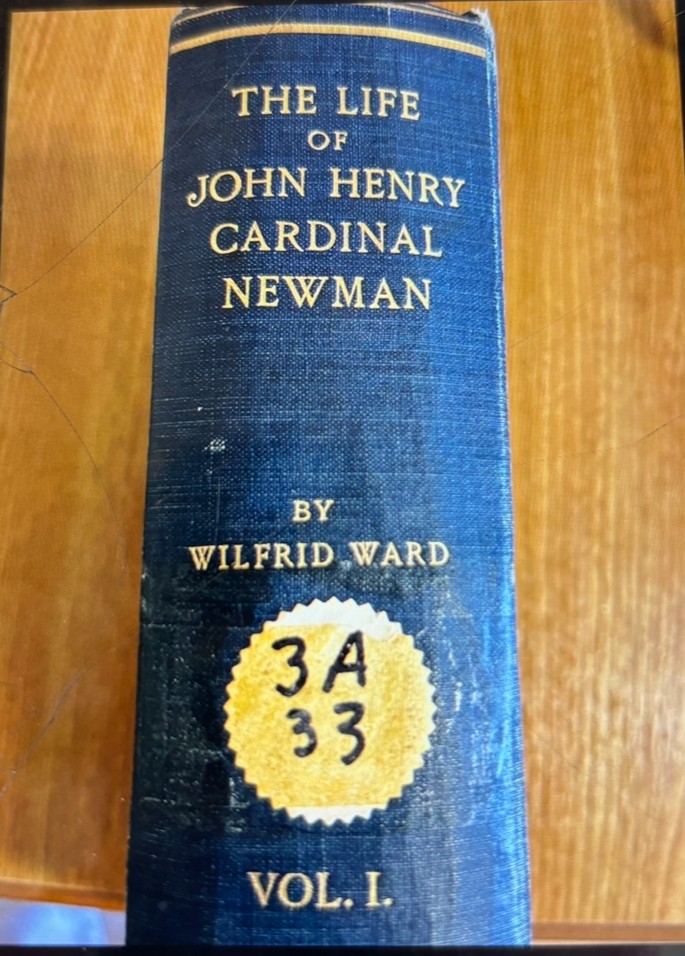 THE LIFE
OF
JOHN HENRY
CARDINAL
NEWMAN
BY
WILFRID WARD
3A
33
VOL. I.